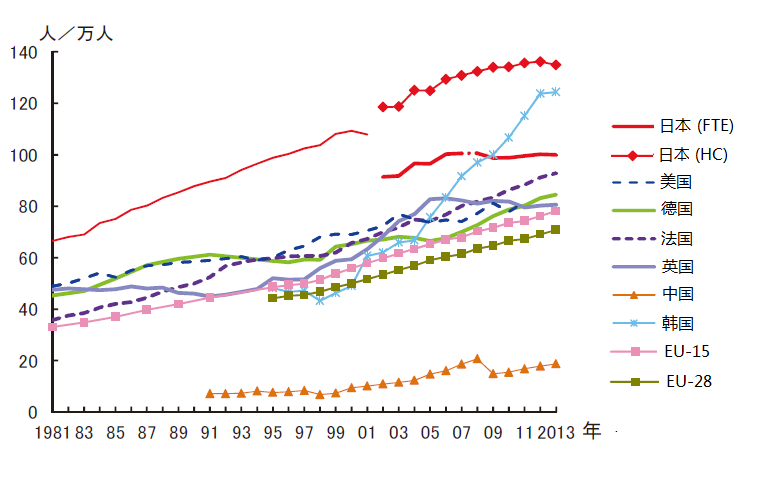 人／万人
140
120
100
80
60
40
20
0
1981 83 85 87 89 91 93 95 97 99 01 03 05 07 09 11 2013 年
日本 (FTE)
日本 (HC)
美国
德国
法国
英国
中国
韩国
EU-15
EU-28